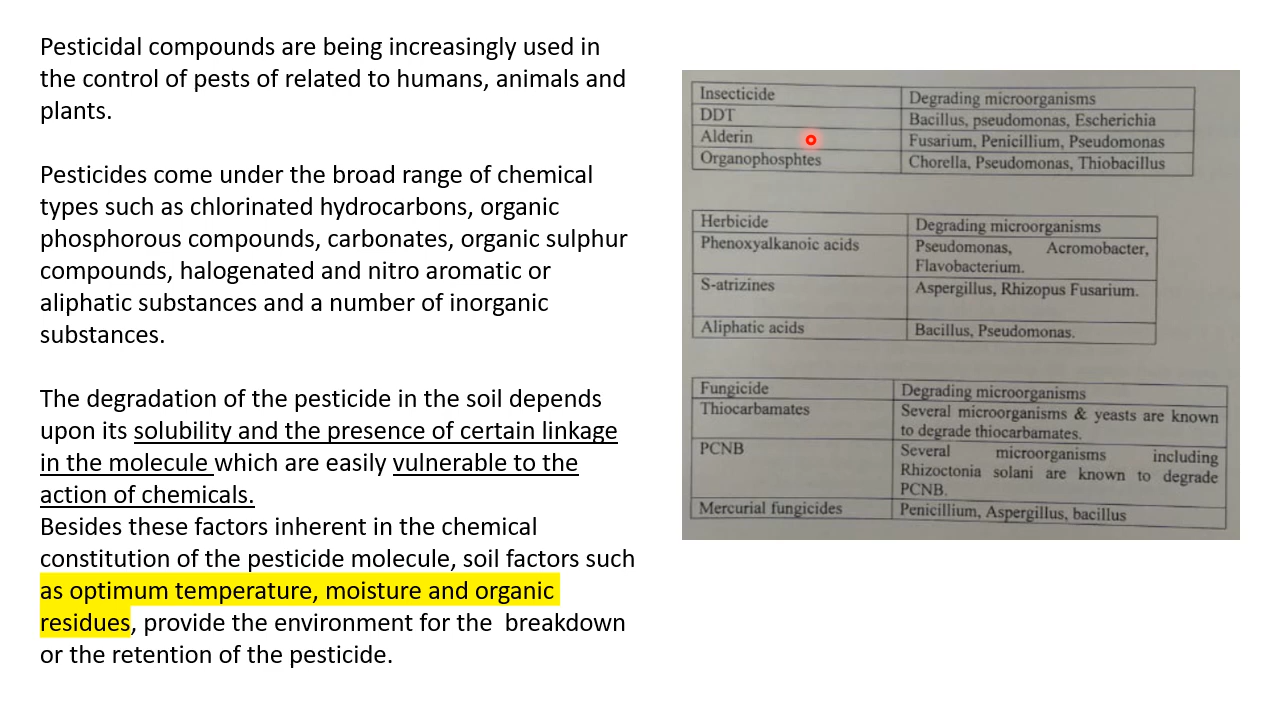 Pesticidal compounds are being increasingly used in
the control of pests of related to humans, animals and
plants.
Pesticides come under the broad range of chemical
types such as chlorinated hydrocarbons, organic
phosphorous compounds, carbonates, organic sulphur
compounds, halogenated and nitro aromatic or
aliphatic substances and a number of inorganic
substances.
The degradation of the pesticide in the soil depends
upon its solubility and the presence of certain linkage
in the molecule which are easily vulnerable to the
action of chemicals.
Besides these factors inherent in the chemical
constitution of the pesticide molecule, soil factors such
as optimum temperature, moisture and organic
residues, provide the environment for the breakdown
or the retention of the pesticide.
Insecticide Degrading microorganisms
DDT Bacillus, pseudomonas, Escherichia
Alderin Fusarium, Penicillium, Pseudomonas
Organophosphtes Chorella, Pseudomonas, Thiobacillus
Herbicide Degrading microorganisms
Phenoxyalkanoic acids Pseudomonas, Acromobacter,
Flavobacterium.
S-atrizines Aspergillus, Rhizopus Fusarium.
Aliphatic acids Bacillus, Pseudomonas.
Fungicide Degrading microorganisms
Thiocarbamates Several microorganisms & yeasts are known
to degrade thiocarbamates.
PCNB Several microorganisms including
Rhizoctonia solani are known to degrade
PCNB.
Mercurial fungicides Penicillium, Aspergillus, bacillus